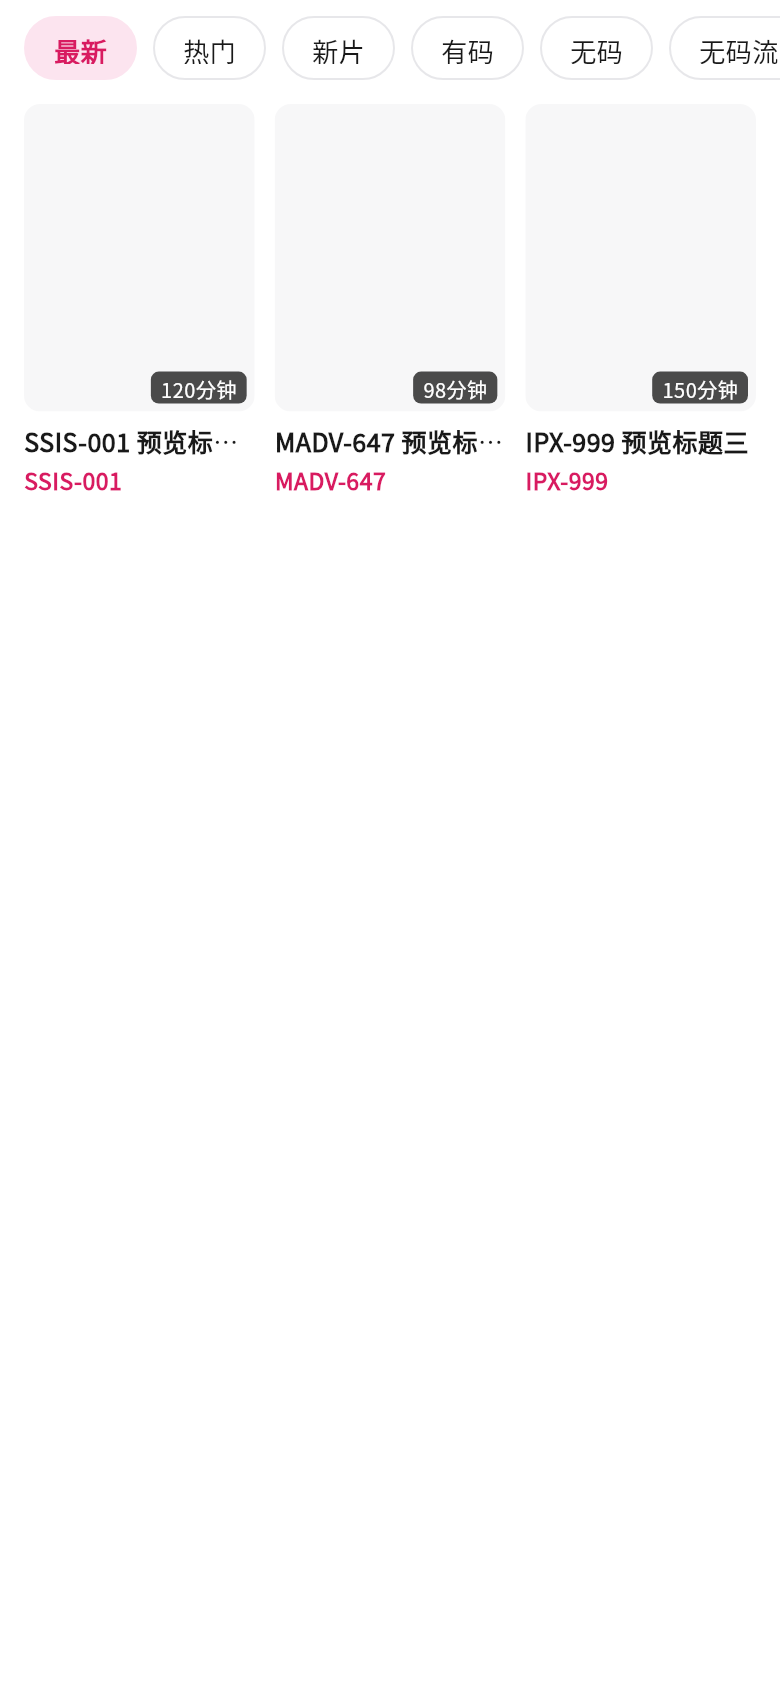 最新 热门 新片 有码 无码 无码流
120分钟 98分钟 150分钟
SSIS-001 预览标… MADV-647 预览标… IPX-999 预览标题三
SSIS-001 MADV-647 IPX-999